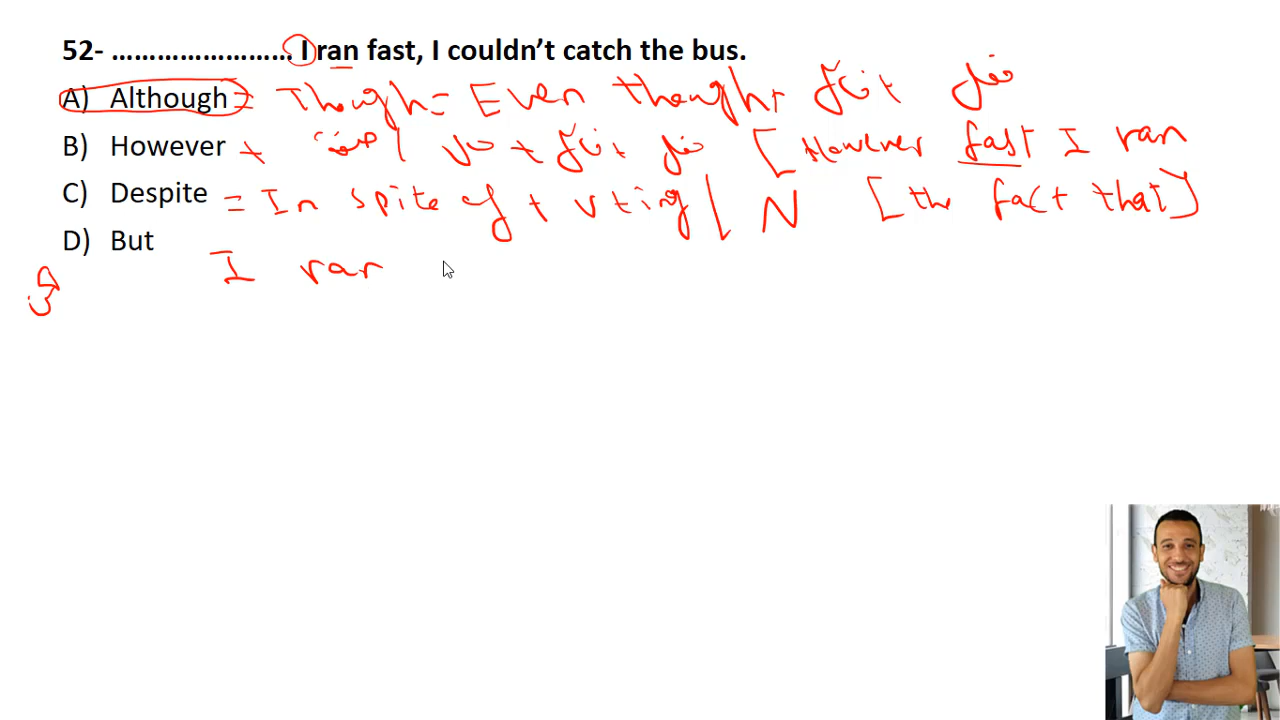 52- ........................ I ran fast, I couldn't catch the bus.
A) Although = Though = Even though + فاعل + فعل
B) However + صفة / حال + فاعل + فعل [However fast I ran
C) Despite = In spite of + v+ing / N [the fact that]
D) But I ran